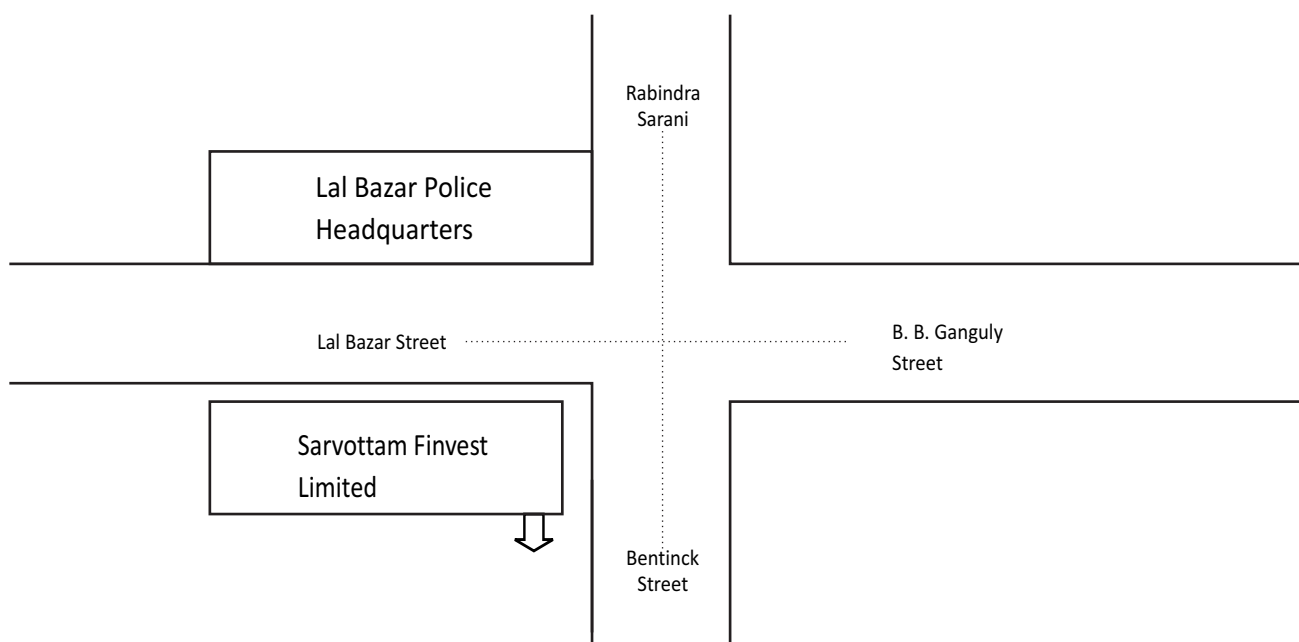 Rabindra
Sarani
Lal Bazar Police
Headquarters
Lal Bazar Street
B. B. Ganguly
Street
Sarvottam Finvest
Limited
Bentinck
Street